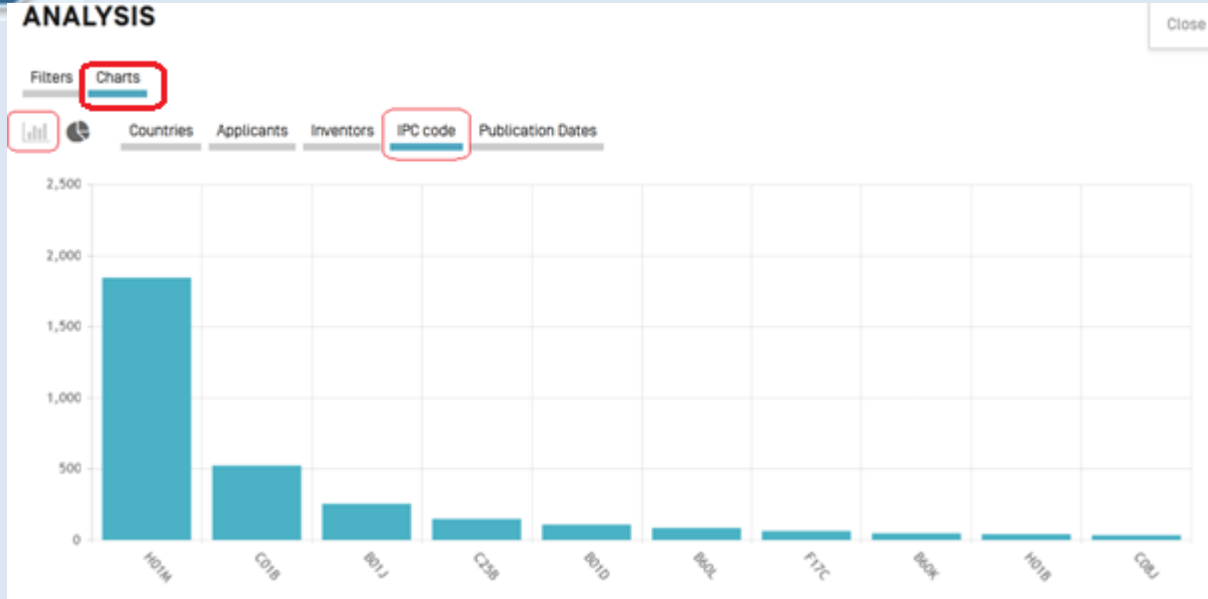 ANALYSIS
Close
Filters Charts
Countries Applicants Inventors IPC code Publication Dates
2,500
2,000
1,500
1,000
500
0
H01M C01B B01J C25B B01D B60L F17C B60K H01B C08J